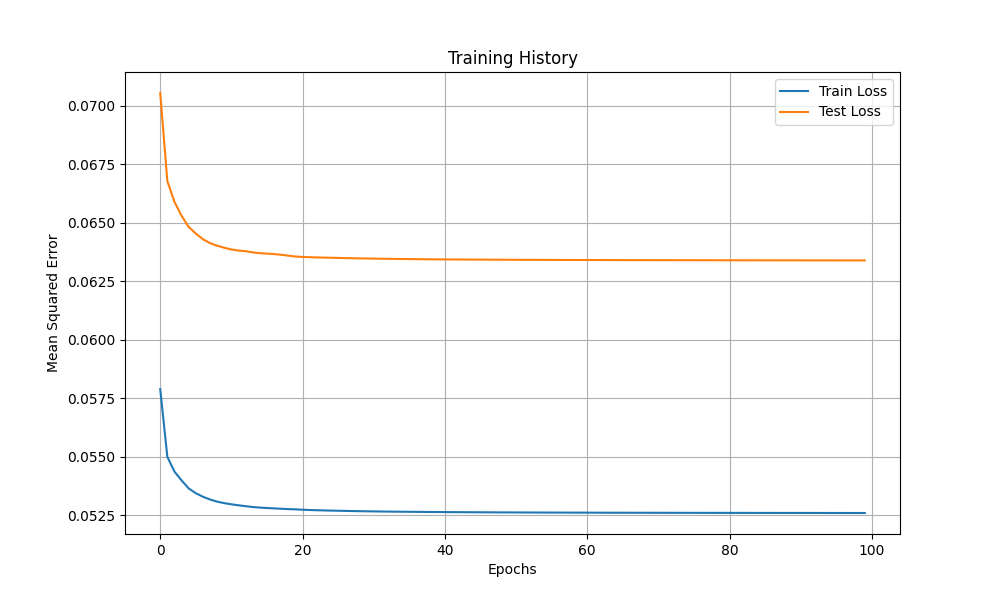 Training History
Train Loss
Test Loss
Mean Squared Error
0.0700
0.0675
0.0650
0.0625
0.0600
0.0575
0.0550
0.0525
0 20 40 60 80 100
Epochs